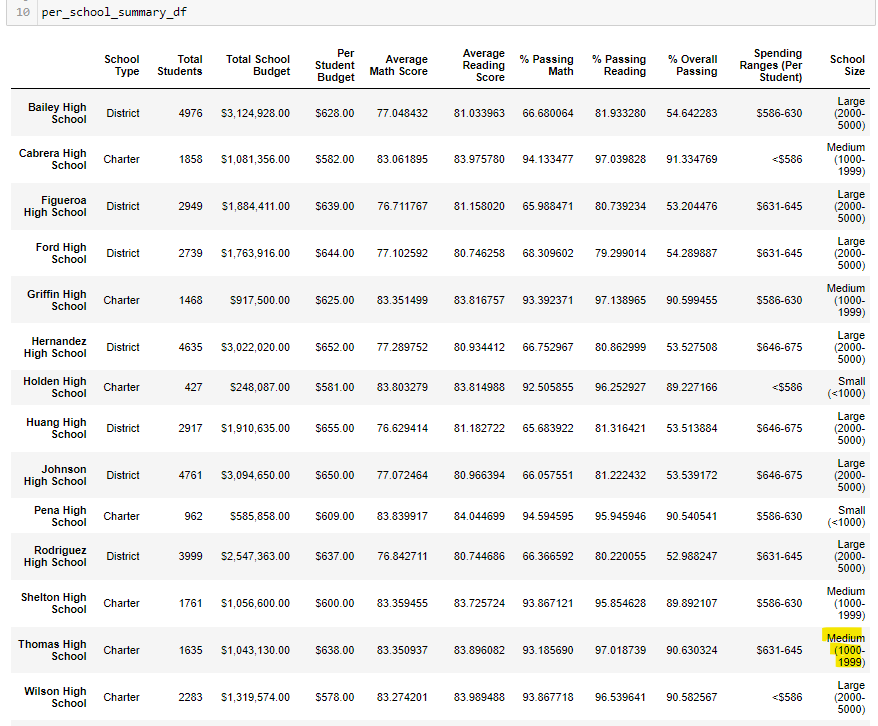 10 per_school_summary_df
School Type Total Students Total School Budget Per Student Budget Average Math Score Average Reading Score % Passing Math % Passing Reading % Overall Passing Spending Ranges (Per Student) School Size
Bailey High School District 4976 $3,124,928.00 $628.00 77.048432 81.033963 66.680064 81.933280 54.642283 $586-630 Large (2000-5000)
Cabrera High School Charter 1858 $1,081,356.00 $582.00 83.061895 83.975780 94.133477 97.039828 91.334769 <$586 Medium (1000-1999)
Figueroa High School District 2949 $1,884,411.00 $639.00 76.711767 81.158020 65.988471 80.739234 53.204476 $631-645 Large (2000-5000)
Ford High School District 2739 $1,763,916.00 $644.00 77.102592 80.746258 68.309602 79.299014 54.289887 $631-645 Large (2000-5000)
Griffin High School Charter 1468 $917,500.00 $625.00 83.351499 83.816757 93.392371 97.138965 90.599455 $586-630 Medium (1000-1999)
Hernandez High School District 4635 $3,022,020.00 $652.00 77.289752 80.934412 66.752967 80.862999 53.527508 $646-675 Large (2000-5000)
Holden High School Charter 427 $248,087.00 $581.00 83.803279 83.814988 92.505855 96.252927 89.227166 <$586 Small (<1000)
Huang High School District 2917 $1,910,635.00 $655.00 76.629414 81.182722 65.683922 81.316421 53.513884 $646-675 Large (2000-5000)
Johnson High School District 4761 $3,094,650.00 $650.00 77.072464 80.966394 66.057551 81.222432 53.539172 $646-675 Large (2000-5000)
Pena High School Charter 962 $585,858.00 $609.00 83.839917 84.044699 94.594595 95.945946 90.540541 $586-630 Small (<1000)
Rodriguez High School District 3999 $2,547,363.00 $637.00 76.842711 80.744686 66.366592 80.220055 52.988247 $631-645 Large (2000-5000)
Shelton High School Charter 1761 $1,056,600.00 $600.00 83.359455 83.725724 93.867121 95.854628 89.892107 $586-630 Medium (1000-1999)
Thomas High School Charter 1635 $1,043,130.00 $638.00 83.350937 83.896082 93.185690 97.018739 90.630324 $631-645 Medium (1000-1999)
Wilson High School Charter 2283 $1,319,574.00 $578.00 83.274201 83.989488 93.867718 96.539641 90.582567 <$586 Large (2000-5000)